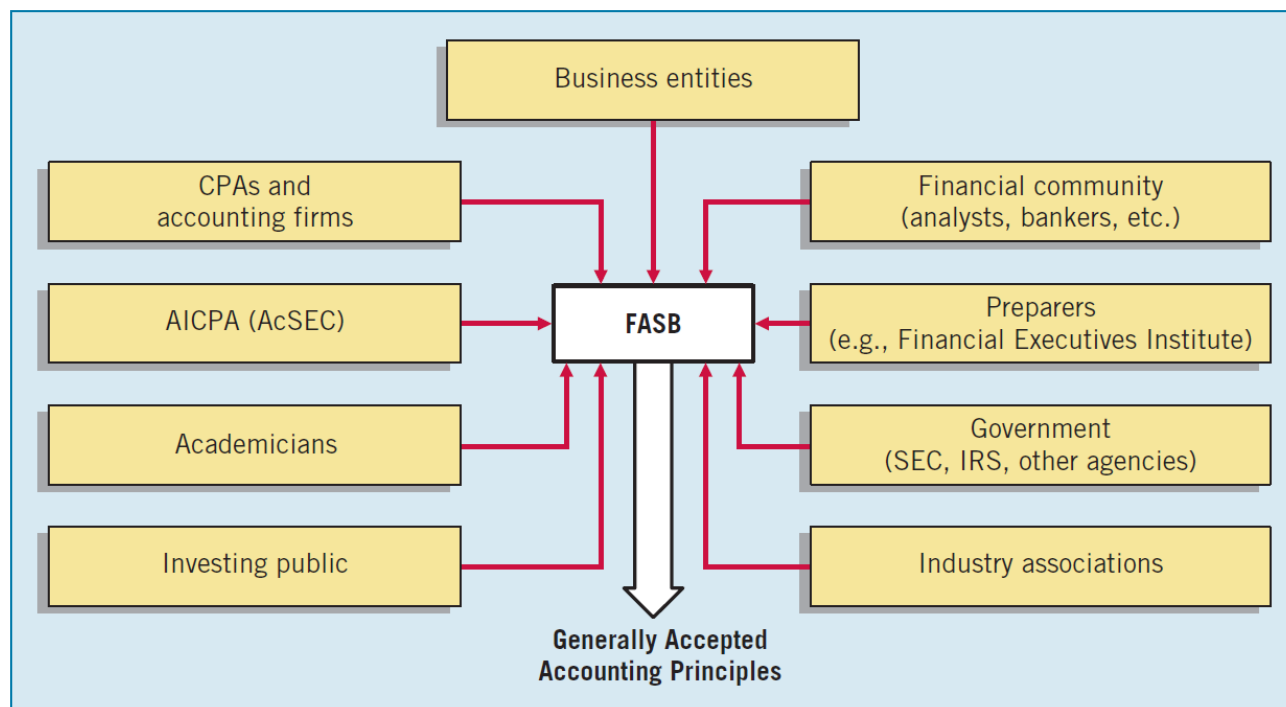 Business entities
CPAs and
accounting firms
Financial community
(analysts, bankers, etc.)
AICPA (AcSEC)
FASB
Preparers
(e.g., Financial Executives Institute)
Academicians
Government
(SEC, IRS, other agencies)
Investing public
Industry associations
Generally Accepted
Accounting Principles